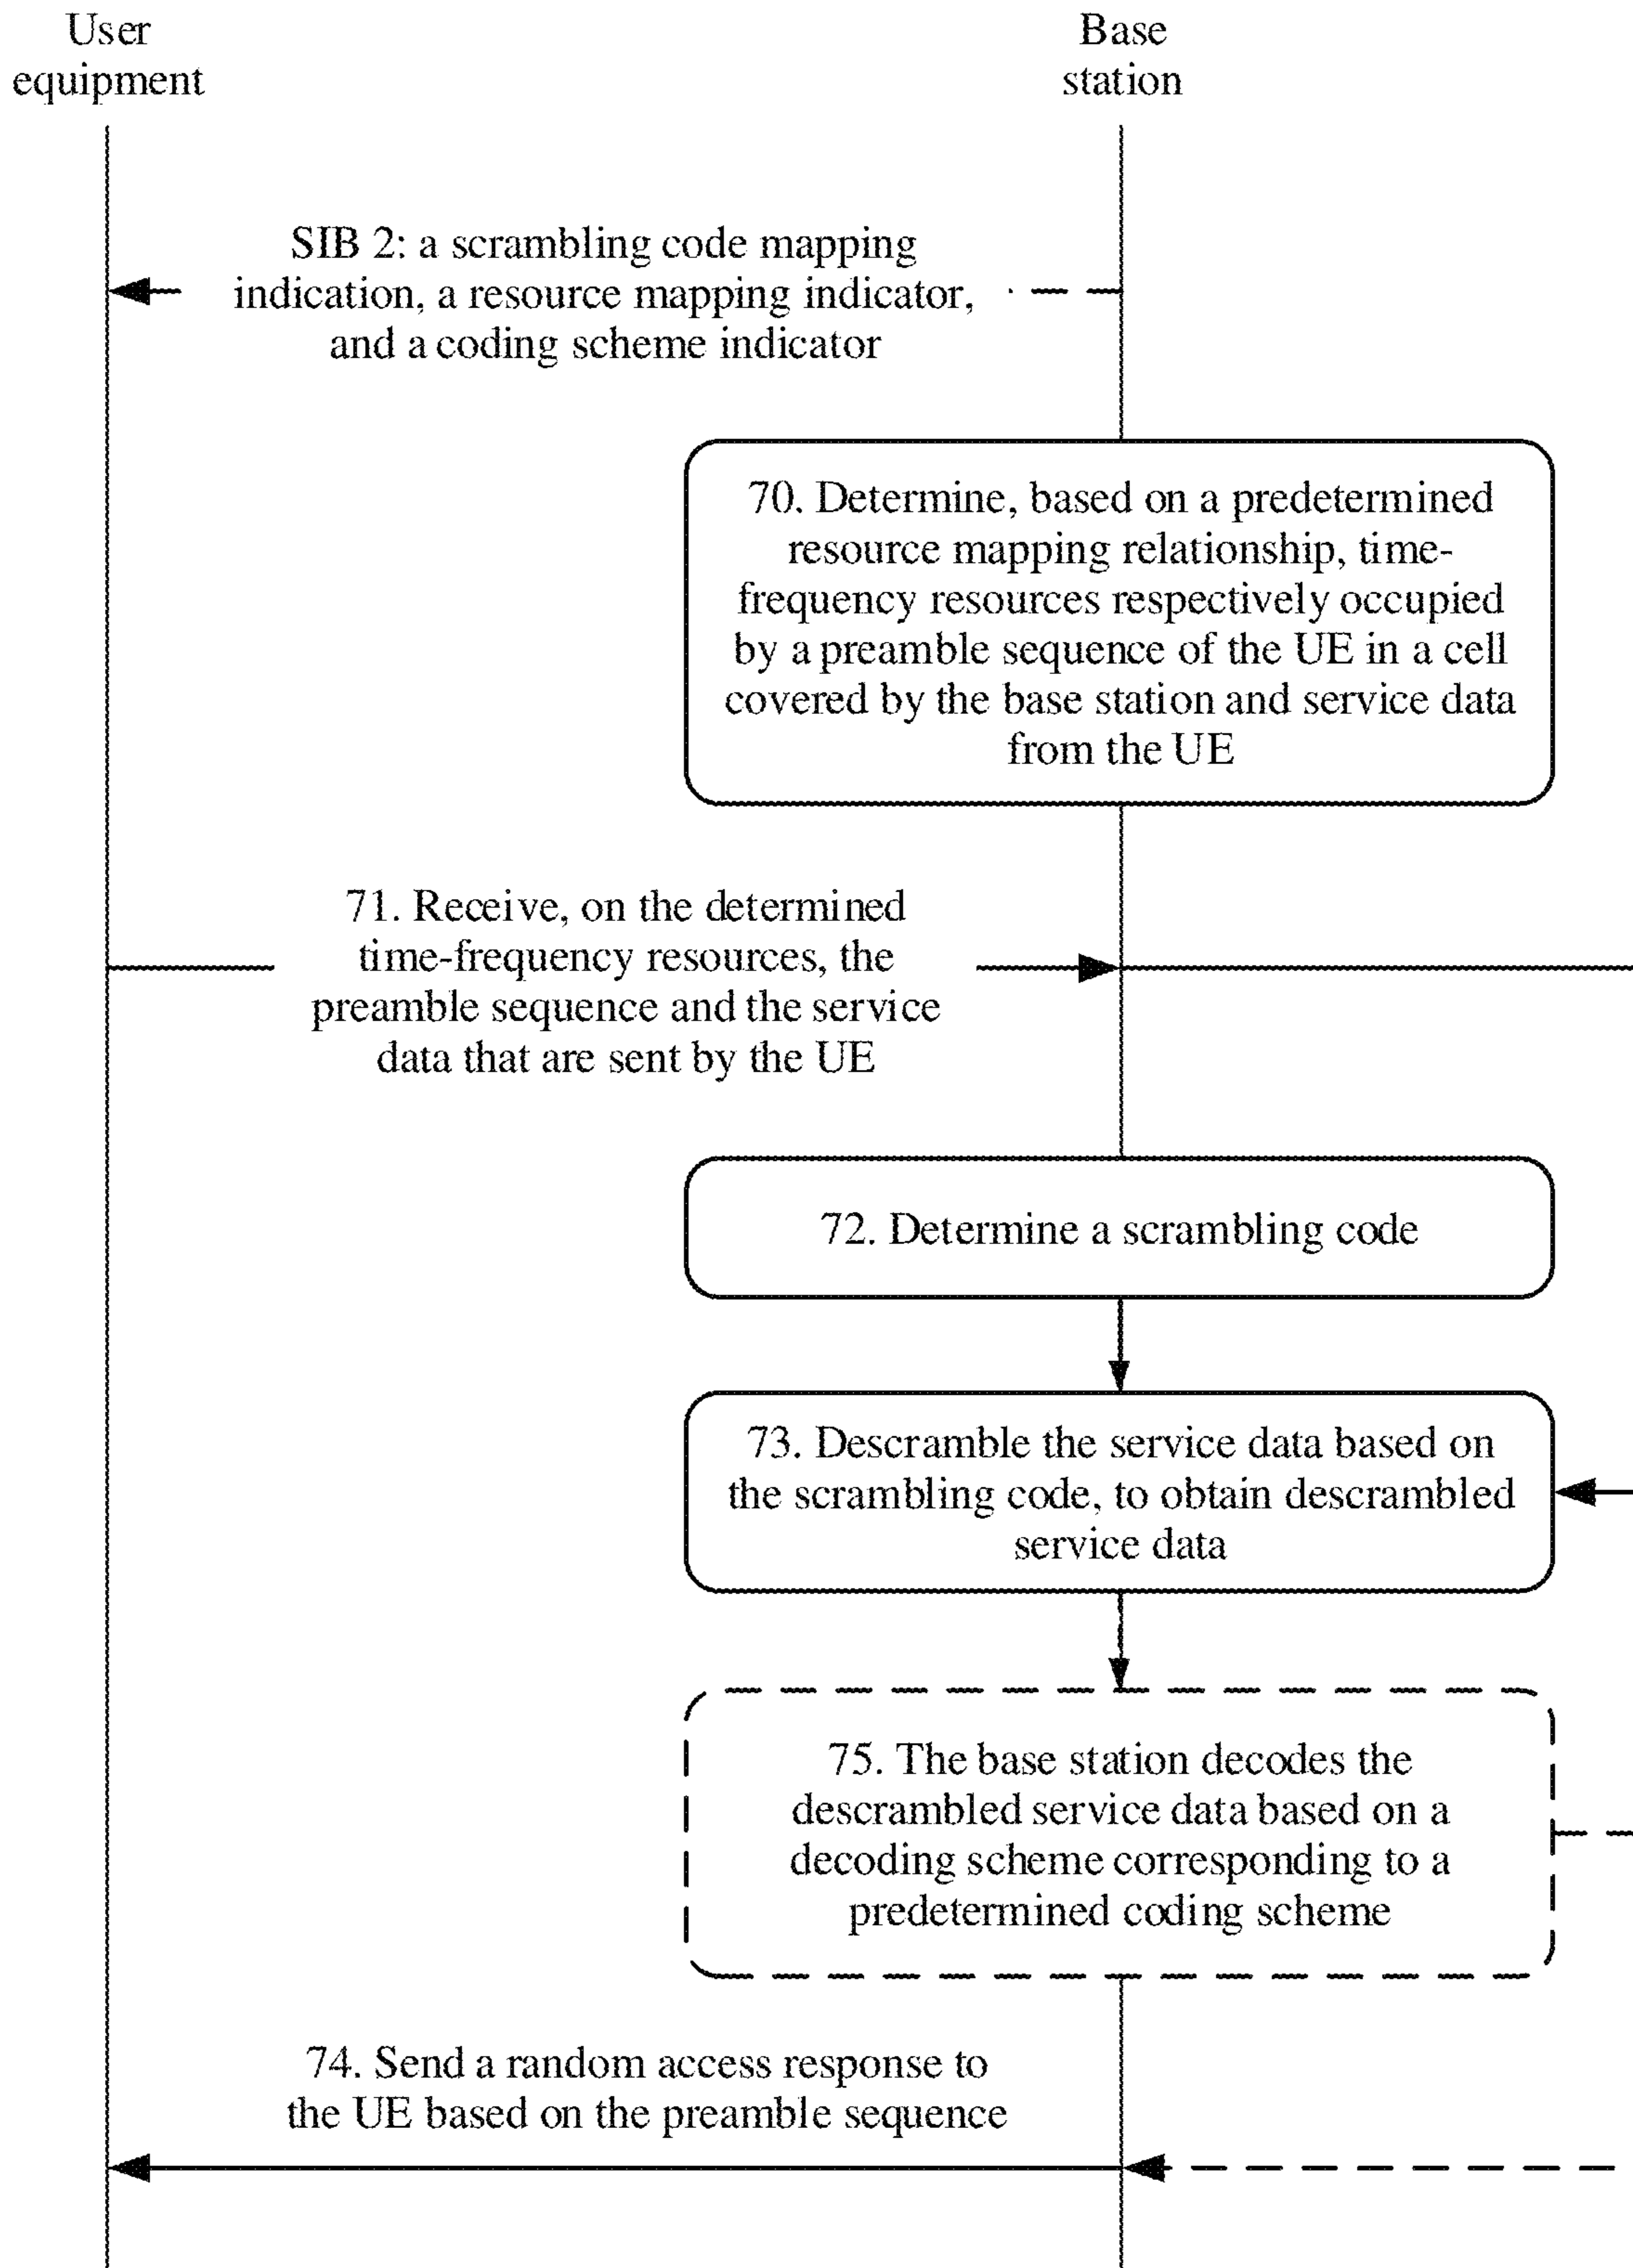 User
equipment
Base
station
SIB 2: a scrambling code mapping
indication, a resource mapping indicator,
and a coding scheme indicator
70. Determine, based on a predetermined
resource mapping relationship, time-
frequency resources respectively occupied
by a preamble sequence of the UE in a cell
covered by the base station and service data
from the UE
71. Receive, on the determined
time-frequency resources, the
preamble sequence and the service
data that are sent by the UE
72. Determine a scrambling code
73. Descramble the service data based on
the scrambling code, to obtain descrambled
service data
75. The base station decodes the
descrambled service data based on a
decoding scheme corresponding to a
predetermined coding scheme
74. Send a random access response to
the UE based on the preamble sequence